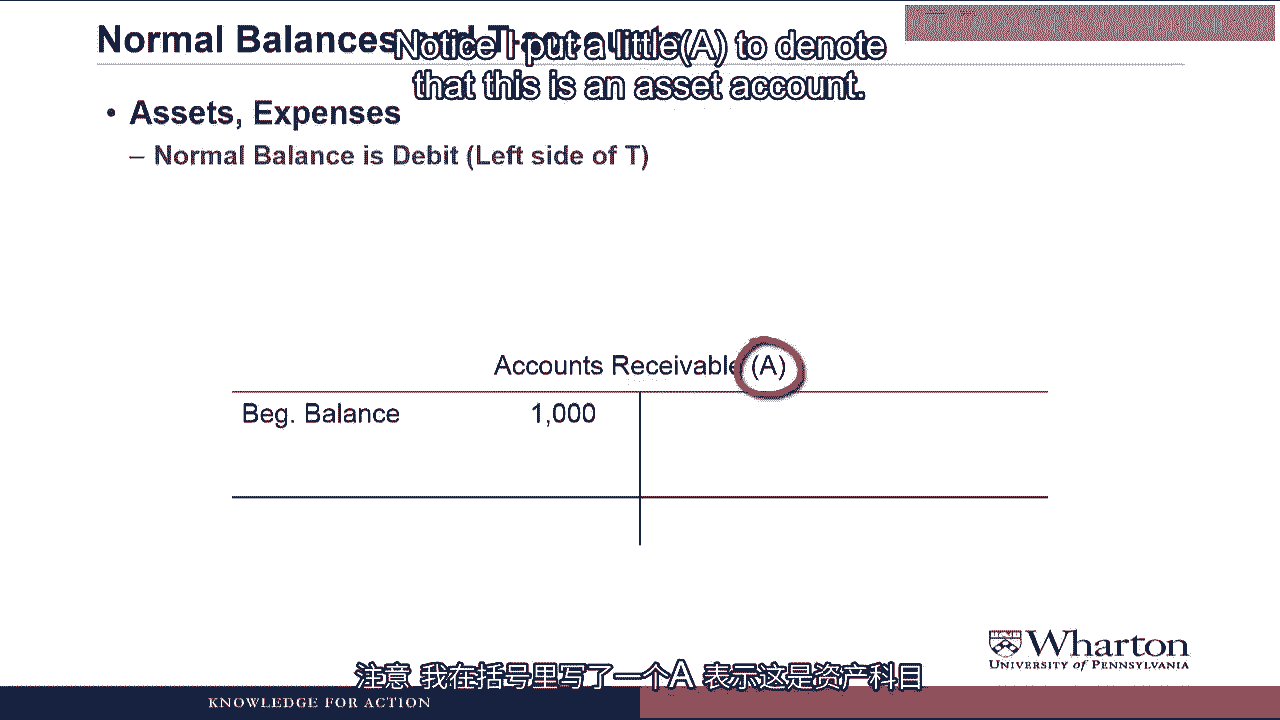 Normal Balances and T-accounts
Notice I put a little(A) to denote
that this is an asset account.
• Assets, Expenses
– Normal Balance is Debit (Left side of T)
Accounts Receivable (A)
Beg. Balance 1,000
Wharton
UNIVERSITY of PENNSYLVANIA
注意 我在括号里写了一个A 表示这是资产科目
KNOWLEDGE FOR ACTION